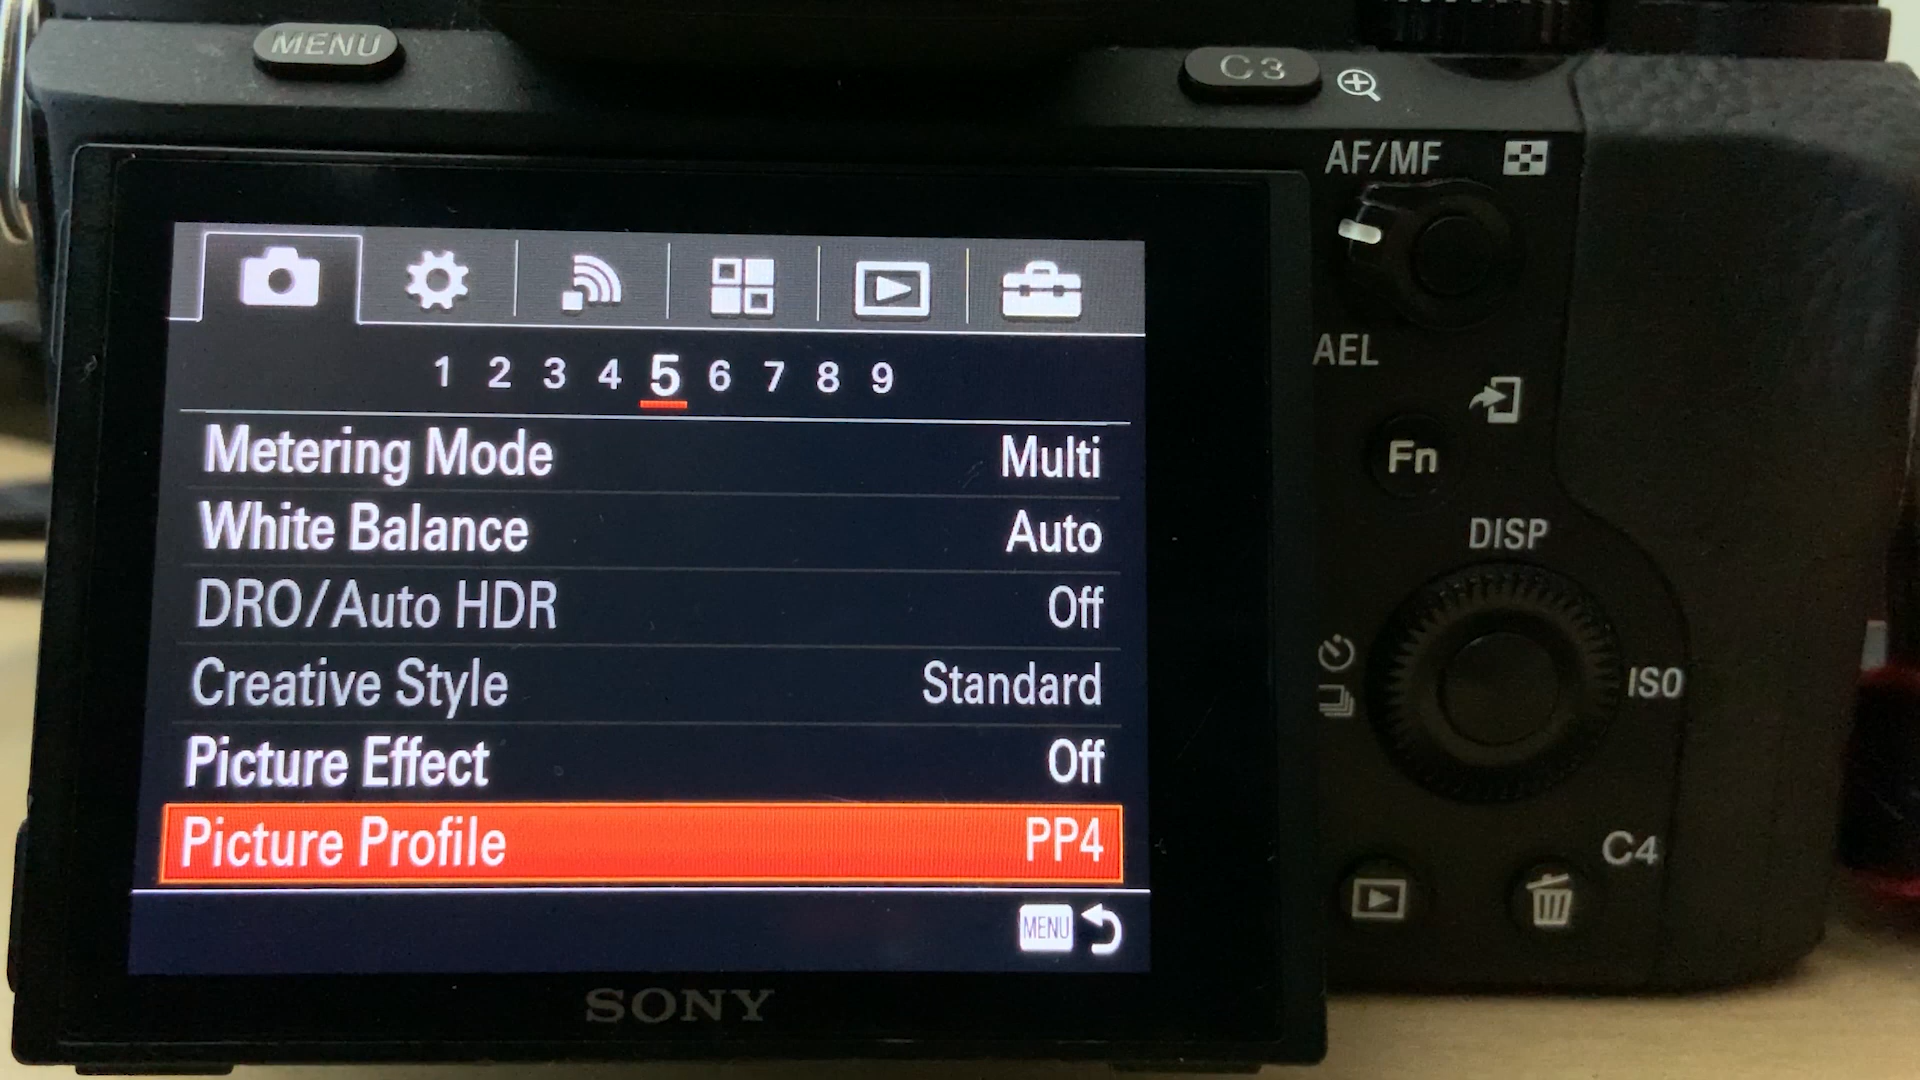 MENU
C3
AF/MF
1 2 3 4 5 6 7 8 9
AEL
Metering Mode Multi
Fn
White Balance Auto
DISP
DRO/Auto HDR Off
Creative Style Standard
ISO
Picture Effect Off
Picture Profile PP4
C4
MENU
SONY